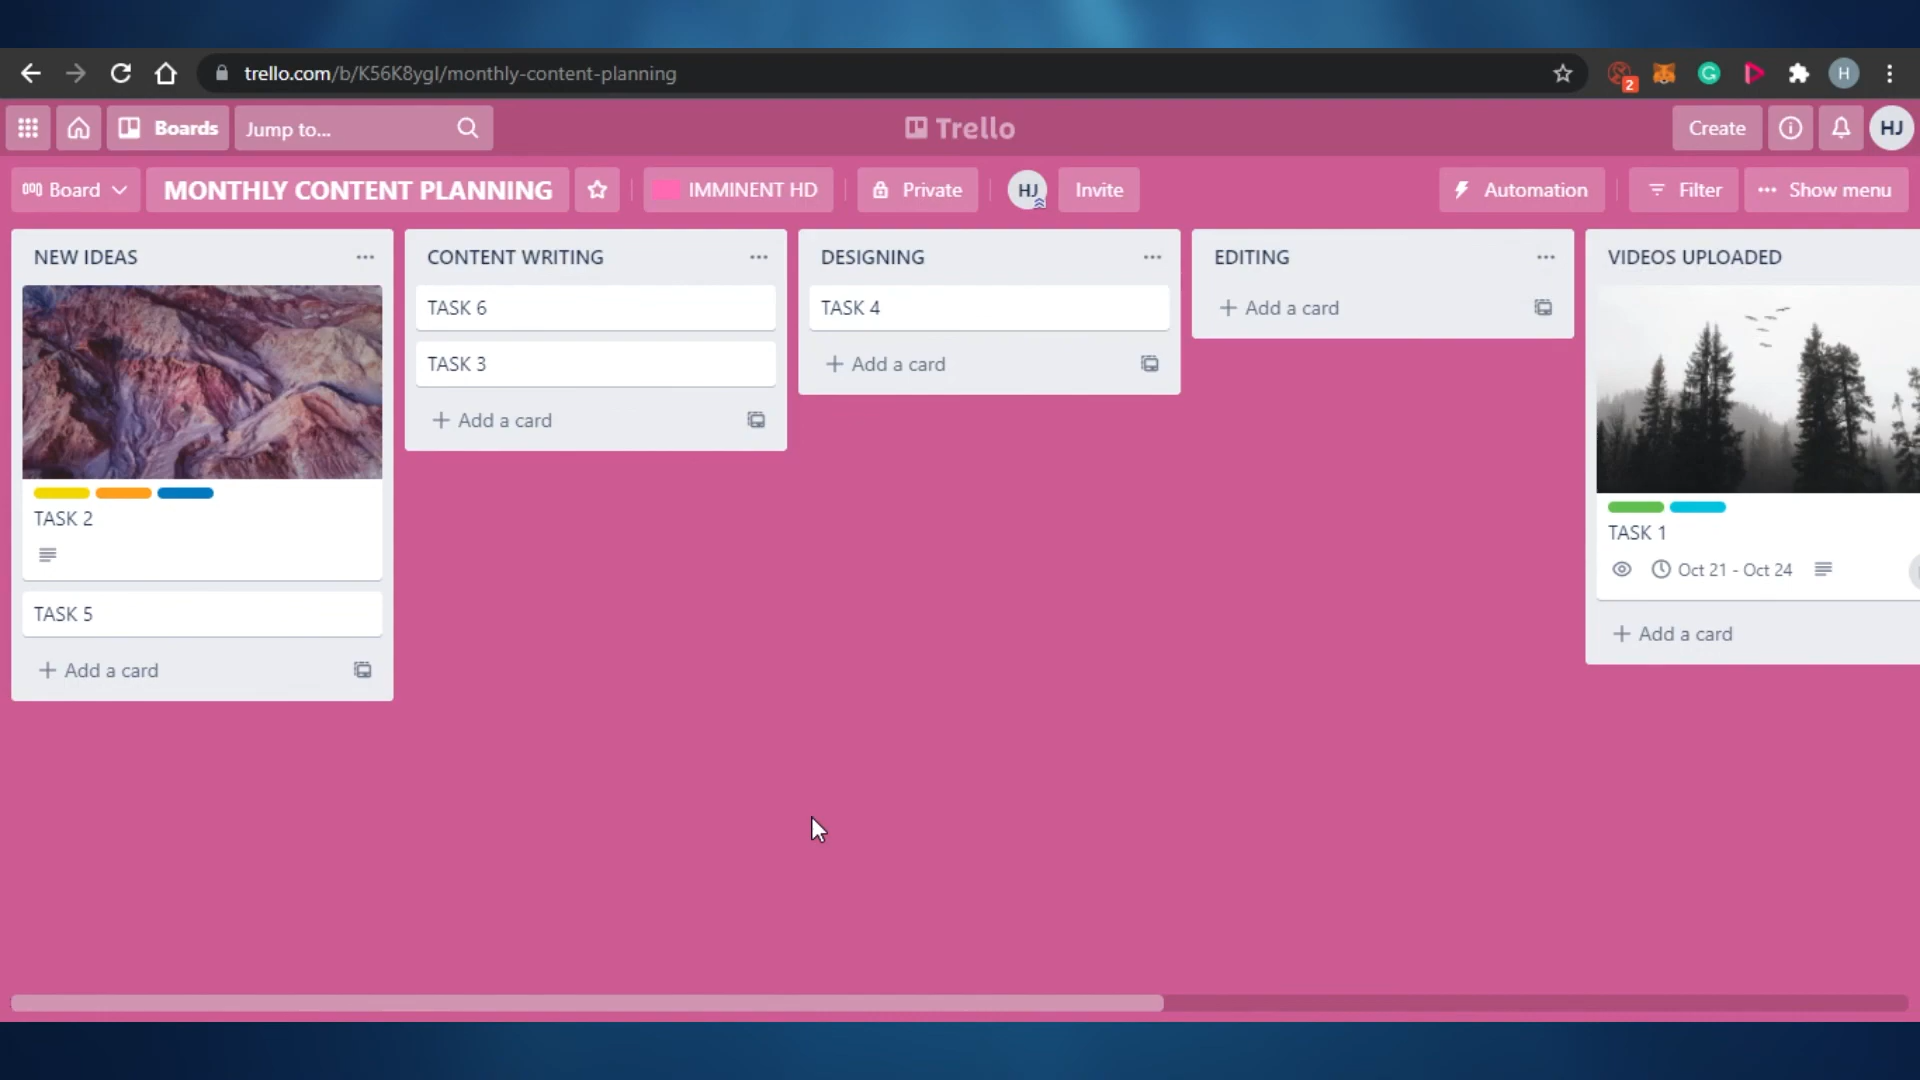 trello.com/b/K56K8ygI/monthly-content-planning
2
H
Boards
Jump to...
Trello
Create
HJ
Board
MONTHLY CONTENT PLANNING
IMMINENT HD
Private
HJ
Invite
Automation
Filter
Show menu
NEW IDEAS
TASK 2
TASK 5
Add a card
CONTENT WRITING
TASK 6
TASK 3
Add a card
DESIGNING
TASK 4
Add a card
EDITING
Add a card
VIDEOS UPLOADED
TASK 1
Oct 21 - Oct 24
Add a card